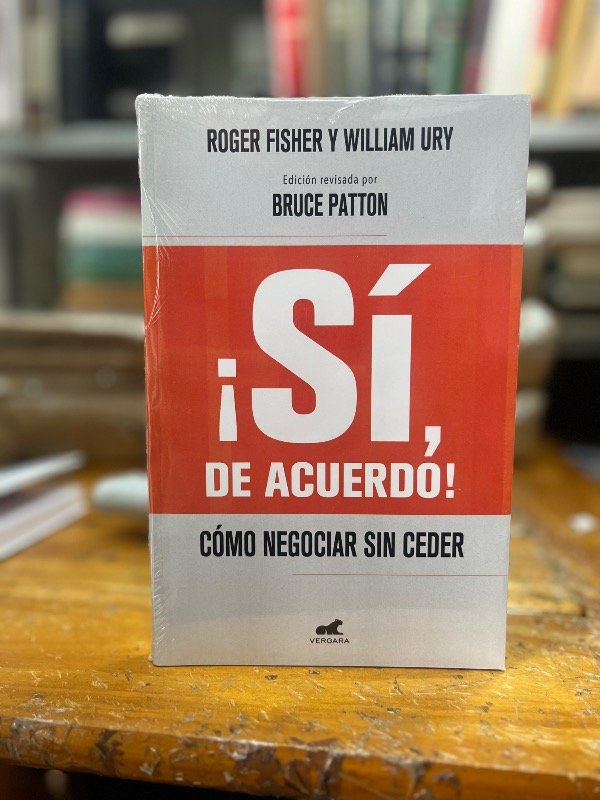 ROGER FISHER Y WILLIAM URY
Edición revisada por
BRUCE PATTON
¡SÍ,
DE ACUERDO!
CÓMO NEGOCIAR SIN CEDER
VERGARA